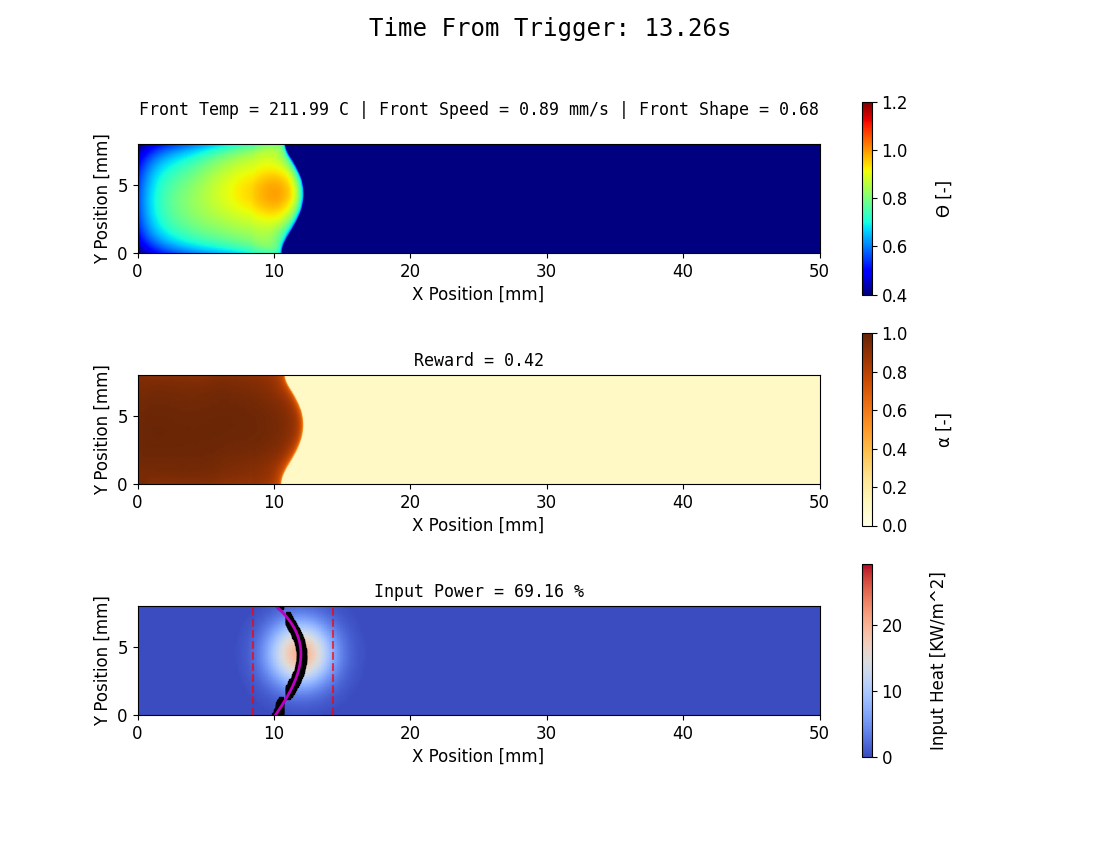 Time From Trigger: 13.26s
Front Temp = 211.99 C | Front Speed = 0.89 mm/s | Front Shape = 0.68
Y Position [mm]
5
0
0 10 20 30 40 50
X Position [mm]
1.2
1.0
0.8
0.6
0.4
Θ [-]
Reward = 0.42
Y Position [mm]
5
0
0 10 20 30 40 50
X Position [mm]
1.0
0.8
0.6
0.4
0.2
0.0
α [-]
Input Power = 69.16 %
Y Position [mm]
5
0
0 10 20 30 40 50
X Position [mm]
20
10
0
Input Heat [KW/m^2]